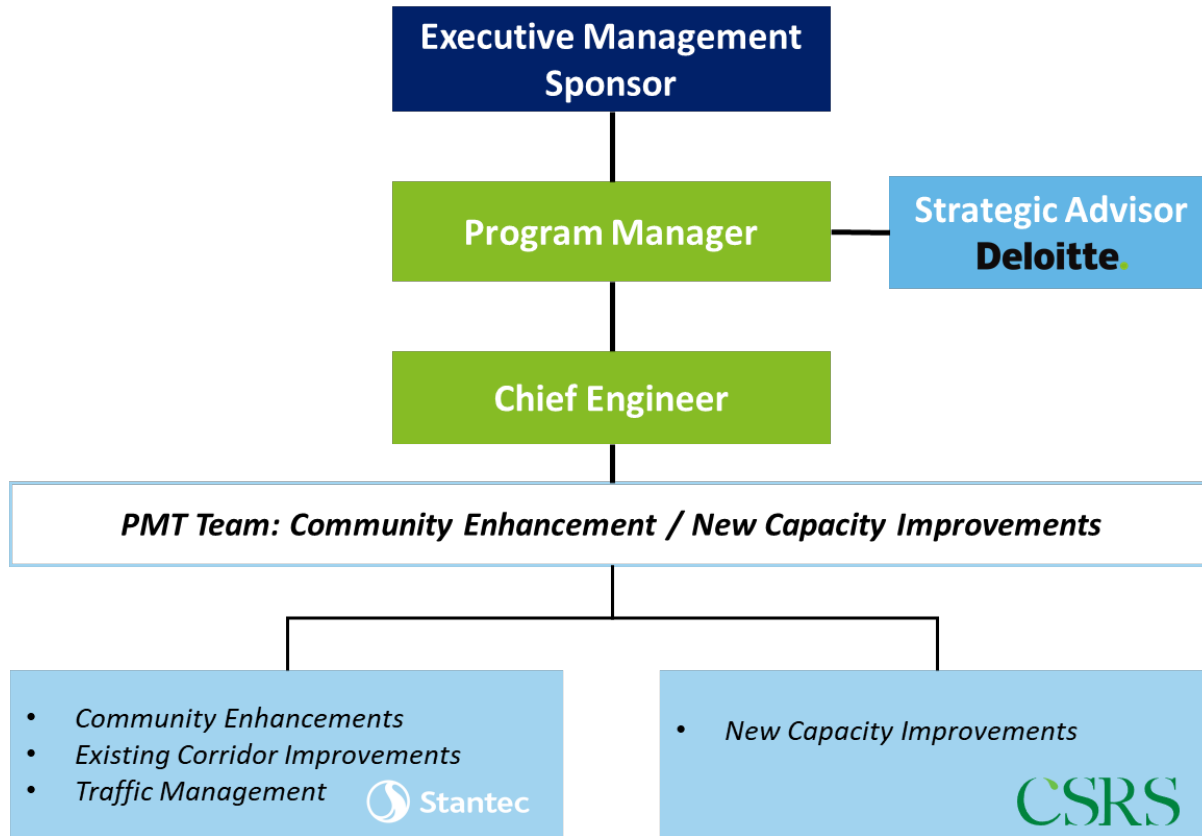 Executive Management
Sponsor
Program Manager
Strategic Advisor
Deloitte.
Chief Engineer
PMT Team: Community Enhancement / New Capacity Improvements
• Community Enhancements
• Existing Corridor Improvements
• Traffic Management
Stantec
• New Capacity Improvements
CSRS